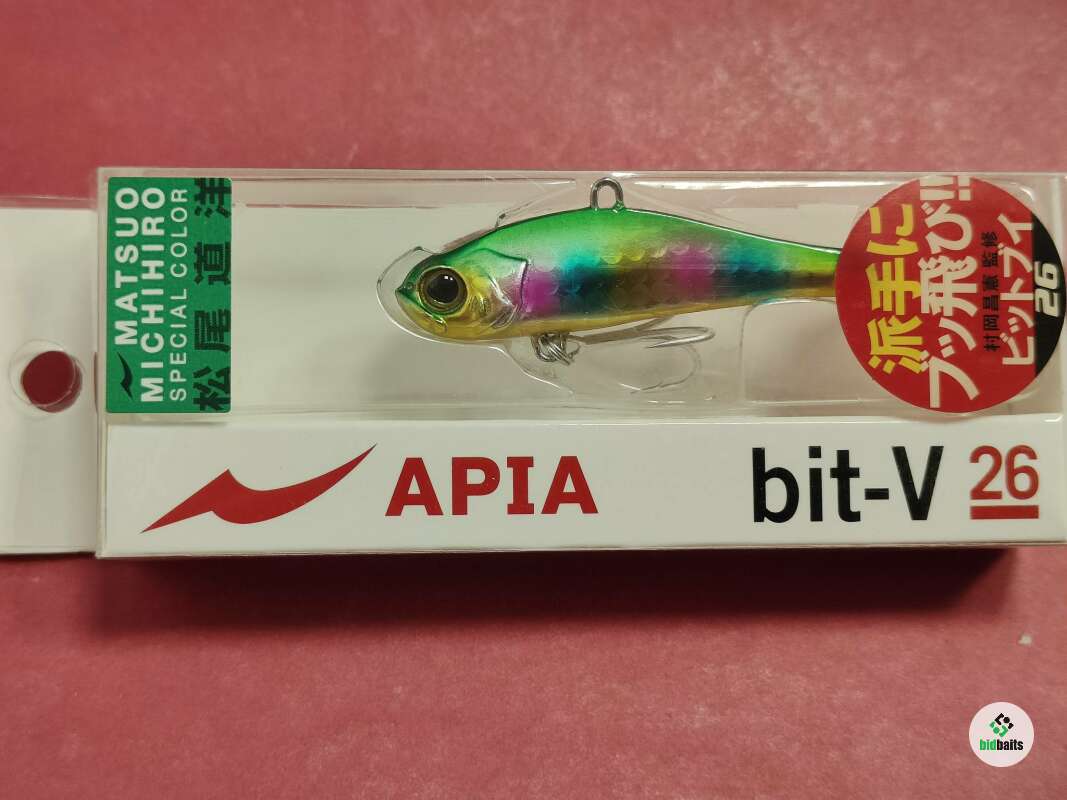 MATSUO
MICHIHIRO
SPECIAL COLOR
松尾道洋
派手に
ブッ飛び!!
村岡昌憲 監修
ビットブイ
26
APIA
bit-V 26
bidbaits